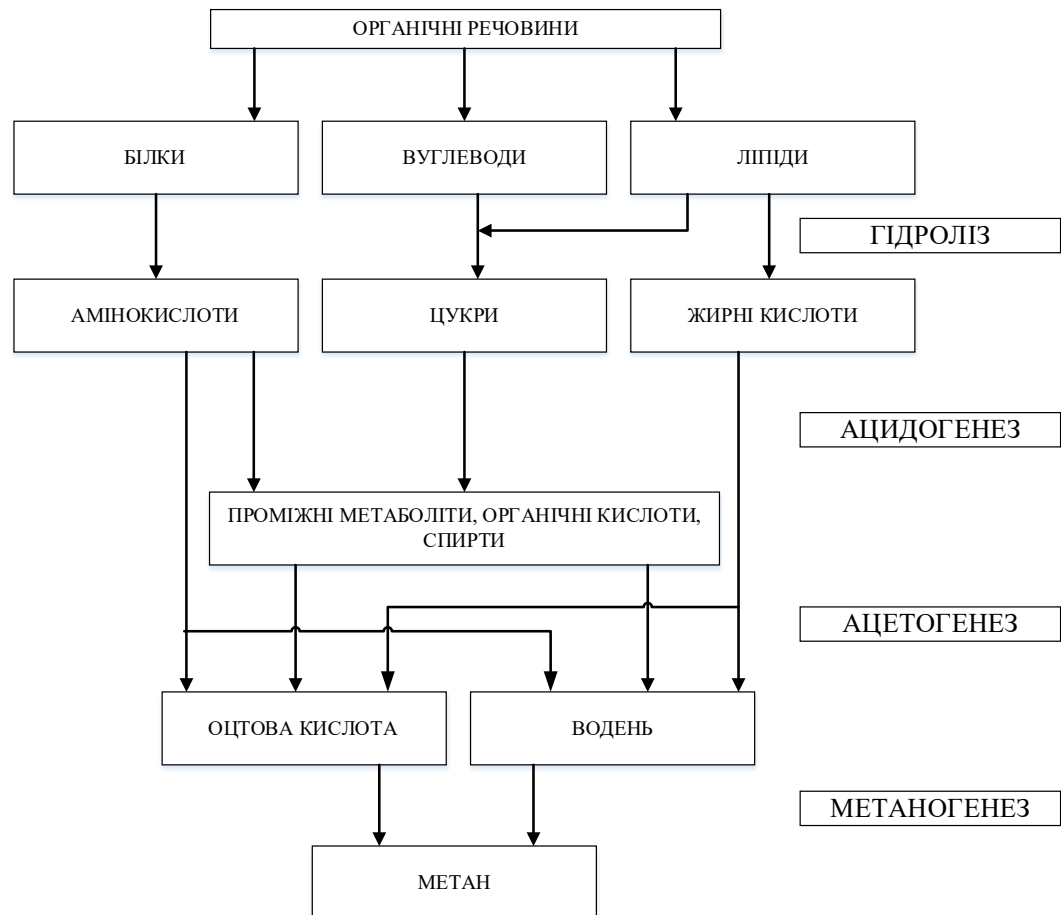 ОРГАНІЧНІ РЕЧОВИНИ
БІЛКИ
ВУГЛЕВОДИ
ЛІПІДИ
ГІДРОЛІЗ
АМІНОКИСЛОТИ
ЦУКРИ
ЖИРНІ КИСЛОТИ
АЦИДОГЕНЕЗ
ПРОМІЖНІ МЕТАБОЛІТИ, ОРГАНІЧНІ КИСЛОТИ,
СПИРТИ
АЦЕТОГЕНЕЗ
ОЦТОВА КИСЛОТА
ВОДЕНЬ
МЕТАНОГЕНЕЗ
МЕТАН